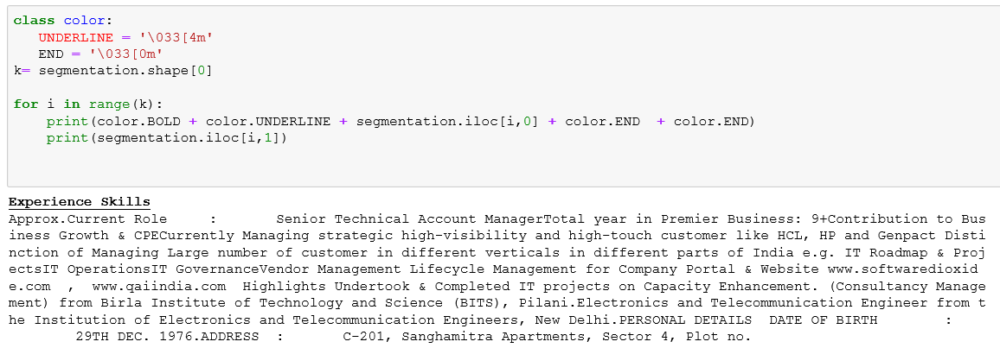 class color:
   UNDERLINE = '\033[4m'
   END = '\033[0m'
k= segmentation.shape[0]
for i in range(k):
    print(color.BOLD + color.UNDERLINE + segmentation.iloc[i,0] + color.END  + color.END)
    print(segmentation.iloc[i,1])
Experience Skills
Approx.Current Role     :       Senior Technical Account ManagerTotal year in Premier Business: 9+Contribution to Bus
iness Growth & CPECurrently Managing strategic high-visibility and high-touch customer like HCL, HP and Genpact Disti
nction of Managing Large number of customer in different verticals in different parts of India e.g. IT Roadmap & Proj
ectsIT OperationsIT GovernanceVendor Management Lifecycle Management for Company Portal & Website www.softwaredioxid
e.com  ,  www.qaiindia.com  Highlights Undertook & Completed IT projects on Capacity Enhancement. (Consultancy Manage
ment) from Birla Institute of Technology and Science (BITS), Pilani.Electronics and Telecommunication Engineer from t
he Institution of Electronics and Telecommunication Engineers, New Delhi.PERSONAL DETAILS  DATE OF BIRTH        :
        29TH DEC. 1976.ADDRESS  :       C-201, Sanghamitra Apartments, Sector 4, Plot no.